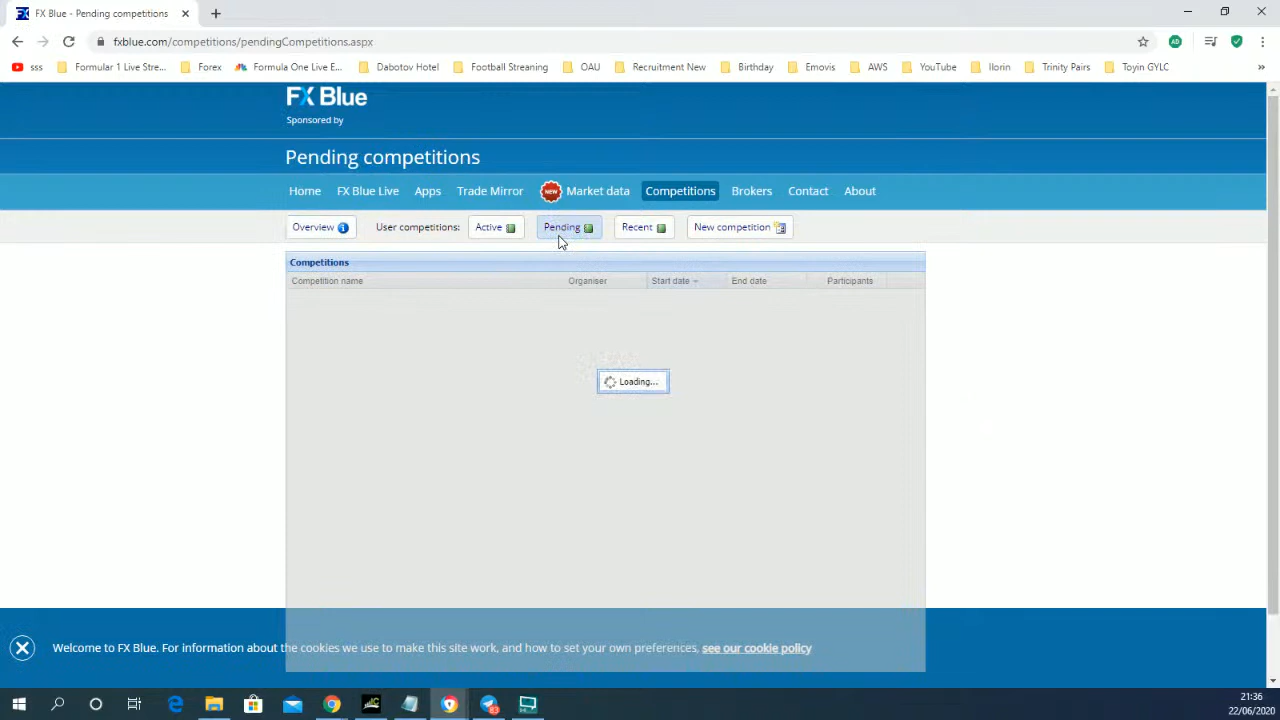 FX Blue - Pending competitions
fxblue.com/competitions/pendingCompetitions.aspx
AD
sss Formular 1 Live Stre... Forex Formula One Live E... Dabotov Hotel Football Streaming OAU Recruitment New Birthday Emovis AWS YouTube Ilorin Trinity Pairs Toyin GYLC »
FX Blue
Sponsored by
Pending competitions
Home FX Blue Live Apps Trade Mirror NEW Market data Competitions Brokers Contact About
Overview User competitions: Active Pending Recent New competition
Competitions
Competition name Organiser Start date End date Participants
Loading...
Welcome to FX Blue. For information about the cookies we use to make this site work, and how to set your own preferences, see our cookie policy
21:36
22/06/2020